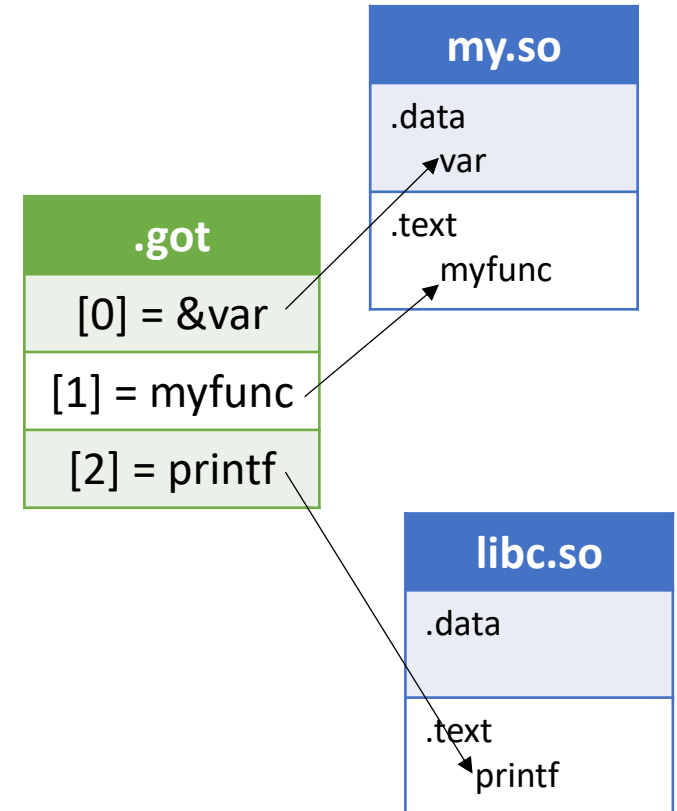 my.so
.data
var
.text
myfunc
.got
[0] = &var
[1] = myfunc
[2] = printf
libc.so
.data
.text
printf